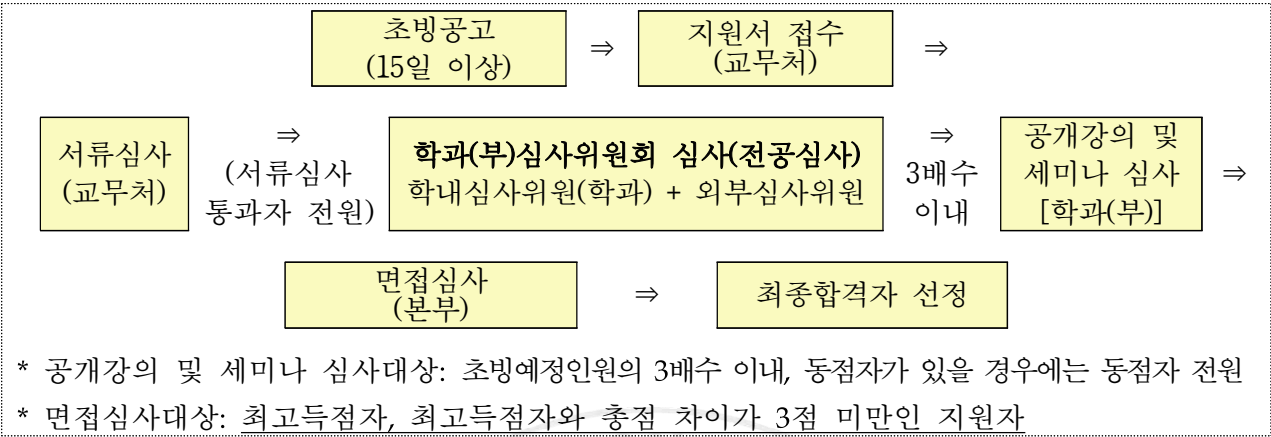 초빙공고
(15일 이상)
⇒
지원서 접수
(교무처)
⇒
서류심사
(교무처)
⇒
(서류심사
통과자 전원)
학과(부)심사위원회 심사(전공심사)
학내심사위원(학과) + 외부심사위원
⇒
3배수
이내
공개강의 및
세미나 심사
[학과(부)]
⇒
면접심사
(본부)
⇒
최종합격자 선정
* 공개강의 및 세미나 심사대상: 초빙예정인원의 3배수 이내, 동점자가 있을 경우에는 동점자 전원
* 면접심사대상: 최고득점자, 최고득점자와 총점 차이가 3점 미만인 지원자